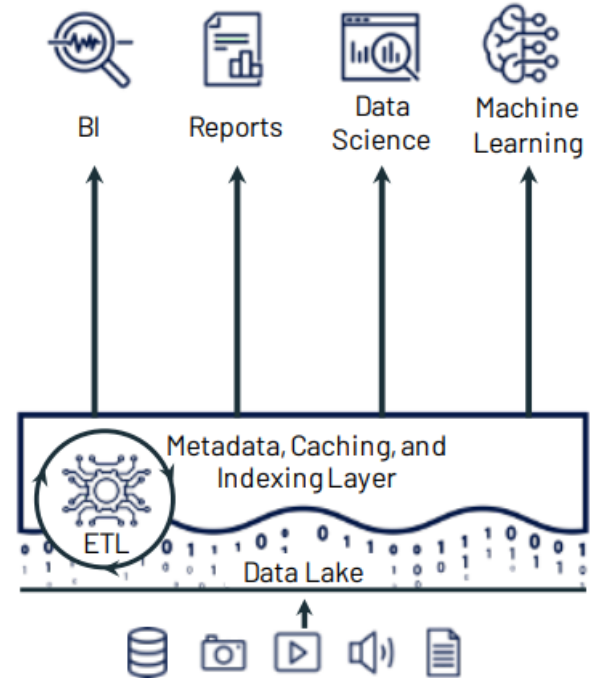 BI
Reports
Data
Science
Machine
Learning
Metadata, Caching, and
Indexing Layer
ETL
Data Lake